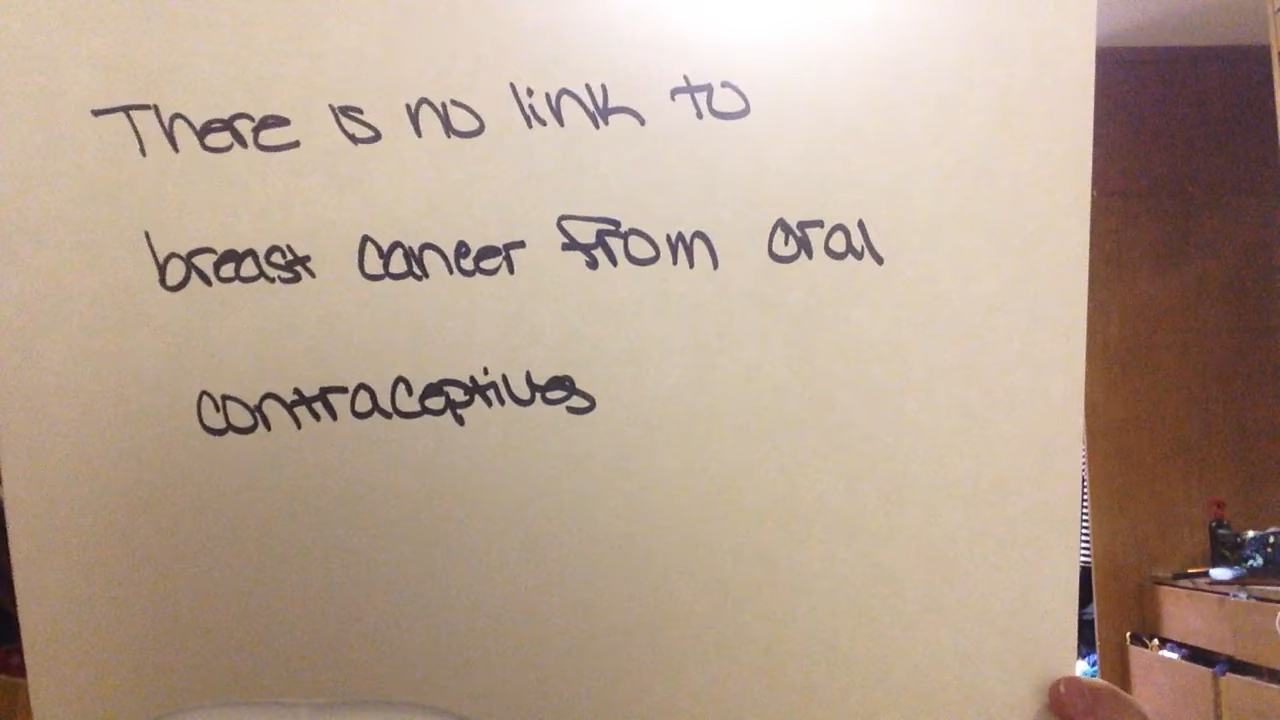 There is no link to
breast cancer from oral
contraceptives